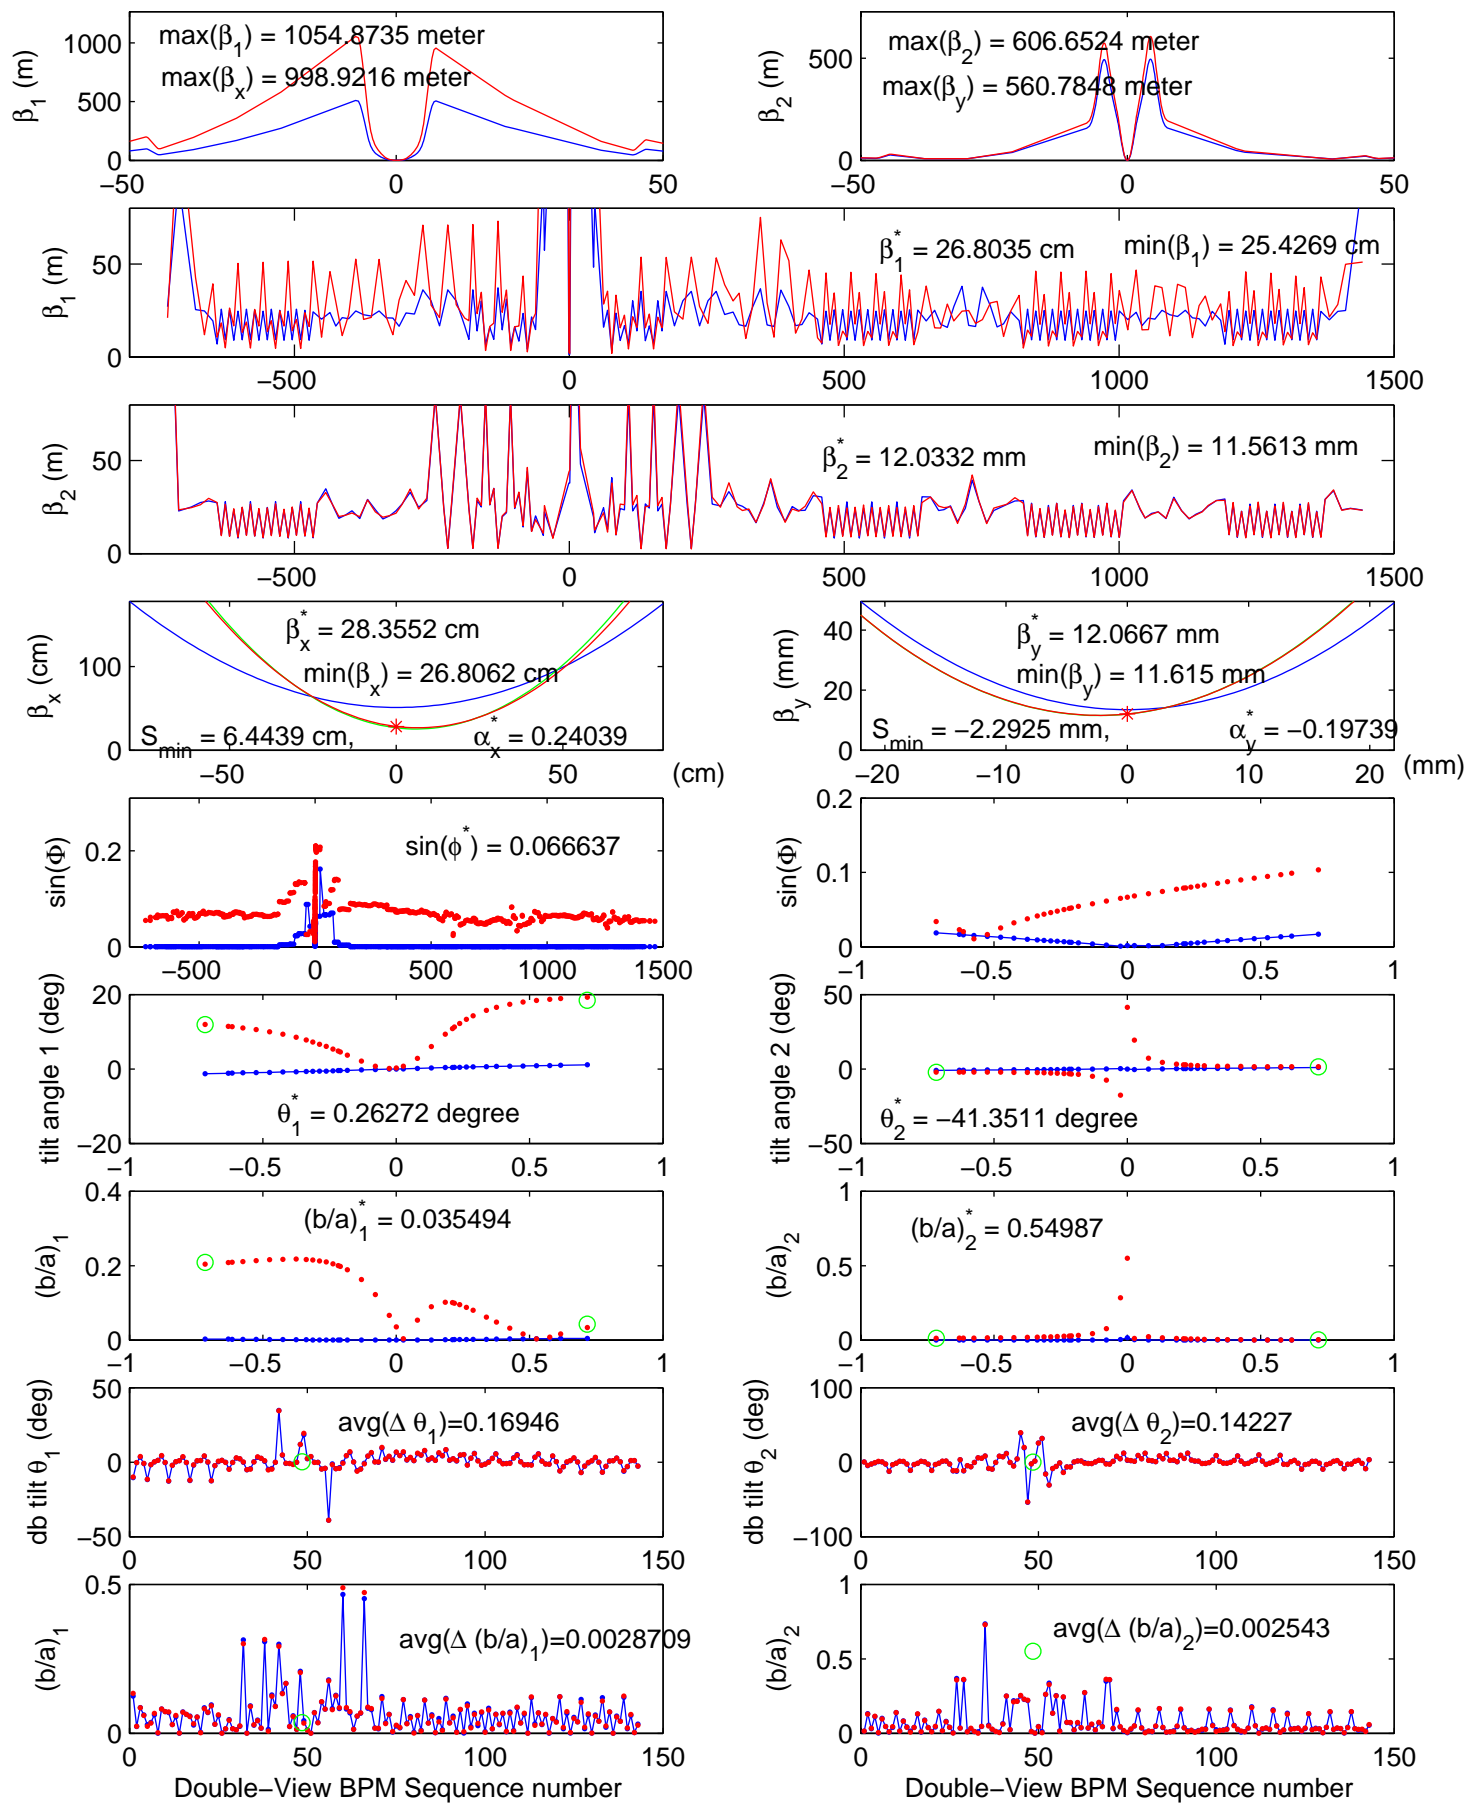 max(β1) = 1054.8735 meter
max(βx) = 998.9216 meter
β1 (m)
1000
500
0
−50 0 50
max(β2) = 606.6524 meter
max(βy) = 560.7848 meter
β2 (m)
500
0
−50 0 50
β1* = 26.8035 cm
min(β1) = 25.4269 cm
β1 (m)
50
0
−500 0 500 1000 1500
β2* = 12.0332 mm
min(β2) = 11.5613 mm
β2 (m)
50
0
−500 0 500 1000 1500
βx* = 28.3552 cm
min(βx) = 26.8062 cm
Smin = 6.4439 cm,
αx* = 0.24039
βx (cm)
100
0
−50 0 50 (cm)
βy* = 12.0667 mm
min(βy) = 11.615 mm
Smin = −2.2925 mm,
αy* = −0.19739
βy (mm)
40
20
0
−20 −10 0 10 20 (mm)
sin(ϕ*) = 0.066637
sin(Φ)
0.2
0
−500 0 500 1000 1500
sin(Φ)
0.2
0.1
0
−1 −0.5 0 0.5 1
θ1* = 0.26272 degree
tilt angle 1 (deg)
20
0
−20
−1 −0.5 0 0.5 1
θ2* = −41.3511 degree
tilt angle 2 (deg)
50
0
−50
−1 −0.5 0 0.5 1
(b/a)1* = 0.035494
(b/a)1
0.4
0.2
0
−1 −0.5 0 0.5 1
(b/a)2* = 0.54987
(b/a)2
1
0.5
0
−1 −0.5 0 0.5 1
avg(Δ θ1)=0.16946
db tilt θ1 (deg)
50
0
−50
0 50 100 150
avg(Δ θ2)=0.14227
db tilt θ2 (deg)
100
0
−100
0 50 100 150
avg(Δ (b/a)1)=0.0028709
(b/a)1
0.5
0
0 50 100 150
Double−View BPM Sequence number
avg(Δ (b/a)2)=0.002543
(b/a)2
1
0.5
0
0 50 100 150
Double−View BPM Sequence number